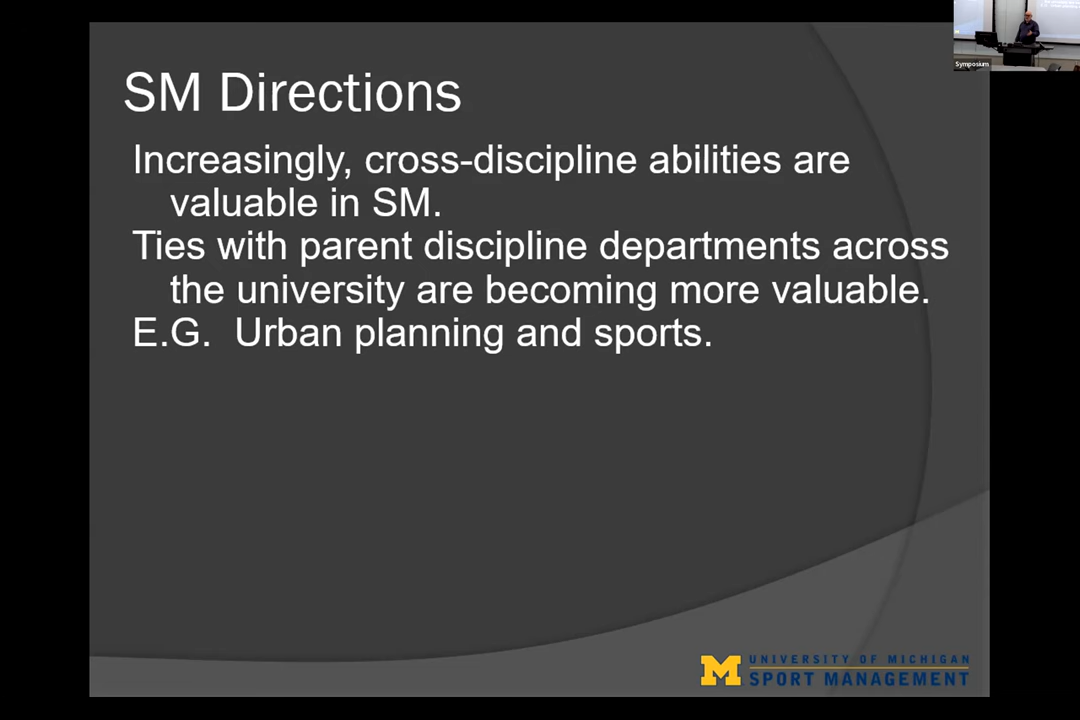 SM Directions
Increasingly, cross-discipline abilities are
valuable in SM.
Ties with parent discipline departments across
the university are becoming more valuable.
E.G.  Urban planning and sports.
M UNIVERSITY OF MICHIGAN
SPORT MANAGEMENT
Symposium